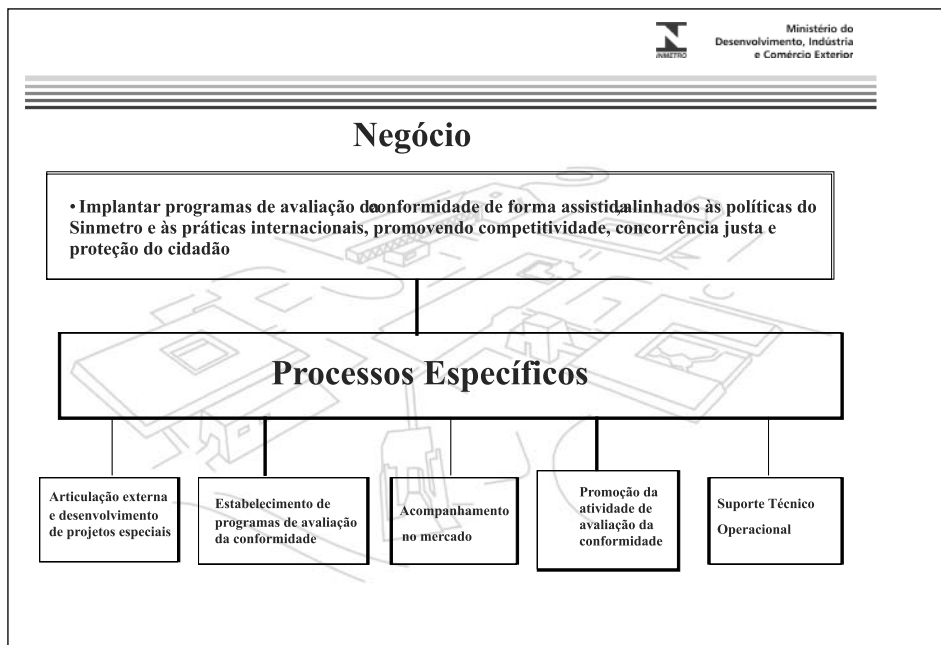 INMETRO
Ministério do
Desenvolvimento, Indústria
e Comércio Exterior
Negócio
• Implantar programas de avaliação da conformidade de forma assistida, alinhados às políticas do
Sinmetro e às práticas internacionais, promovendo competitividade, concorrência justa e
proteção do cidadão
Processos Específicos
Articulação externa
e desenvolvimento
de projetos especiais
Estabelecimento de
programas de avaliação
da conformidade
Acompanhamento
no mercado
Promoção da
atividade de
avaliação da
conformidade
Suporte Técnico
Operacional